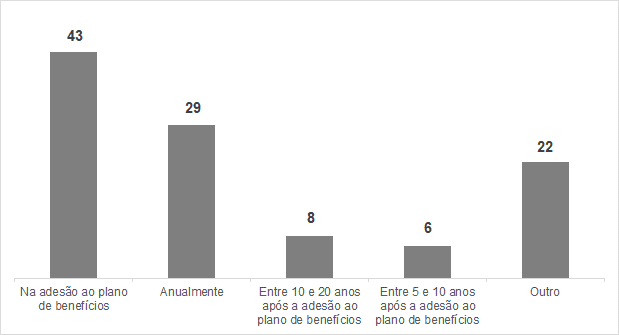 43
29
8
6
22
Na adesão ao plano
de benefícios
Anualmente
Entre 10 e 20 anos
após a adesão ao
plano de benefícios
Entre 5 e 10 anos
após a adesão ao
plano de benefícios
Outro